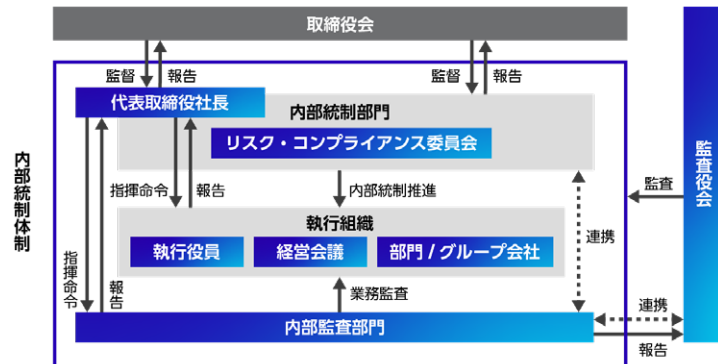 取締役会
監督
報告
監督
報告
代表取締役社長
内部統制部門
リスク・コンプライアンス委員会
内部統制体制
監査役会
指揮命令
報告
内部統制推進
監査
執行組織
執行役員
経営会議
部門 / グループ会社
連携
指揮命令
報告
業務監査
内部監査部門
連携
報告